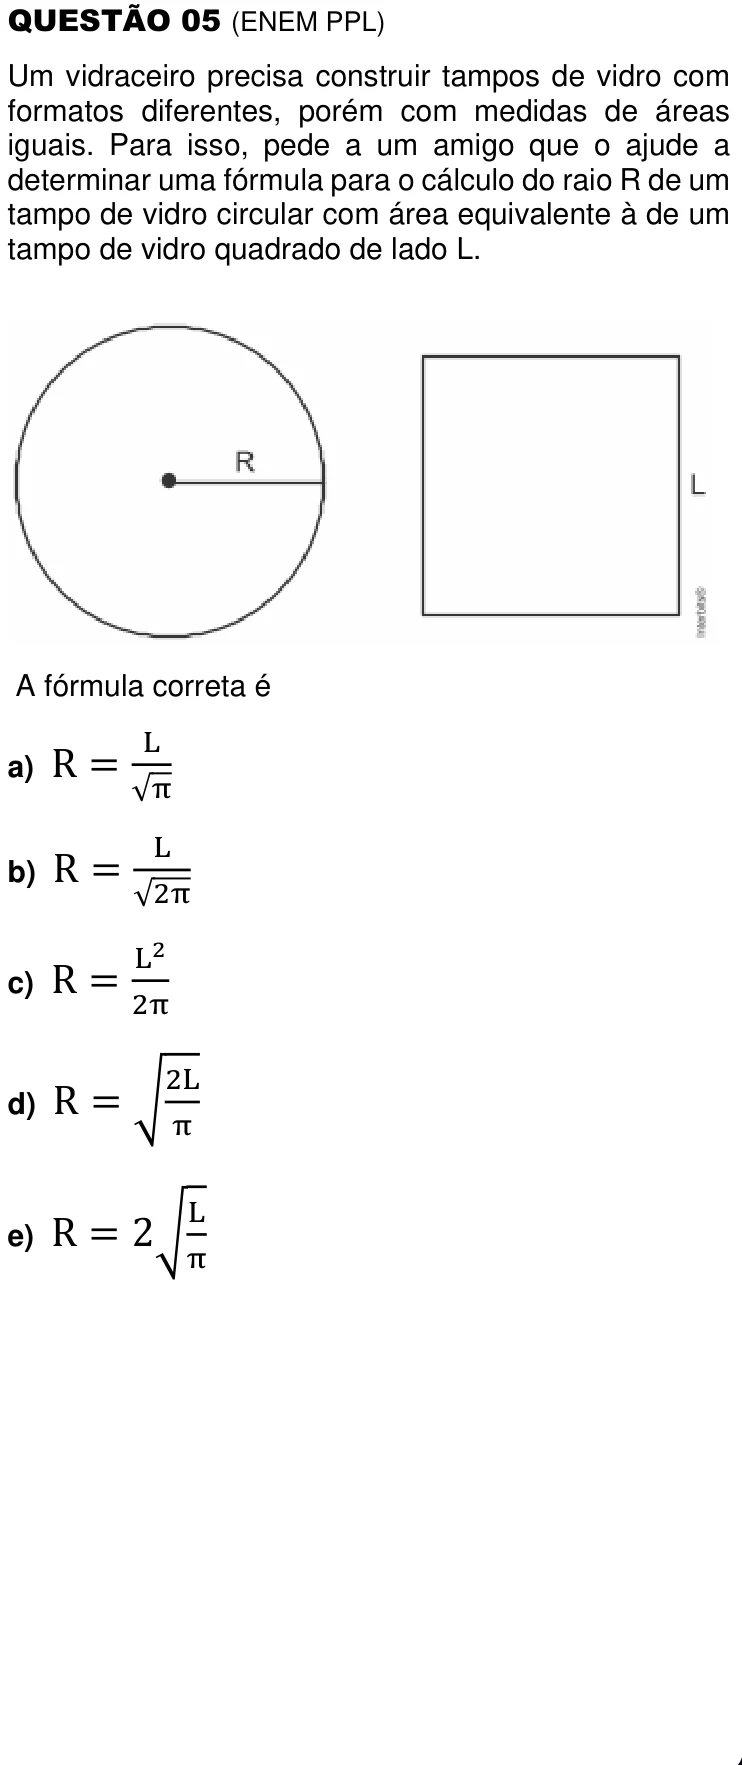 QUESTÃO 05 (ENEM PPL)
Um vidraceiro precisa construir tampos de vidro com
formatos diferentes, porém com medidas de áreas
iguais. Para isso, pede a um amigo que o ajude a
determinar uma fórmula para o cálculo do raio R de um
tampo de vidro circular com área equivalente à de um
tampo de vidro quadrado de lado L.
R
L
Interbits®
A fórmula correta é
a) R = L/√π
b) R = L/√2π
c) R = L²/2π
d) R = √(2L/π)
e) R = 2√(L/π)